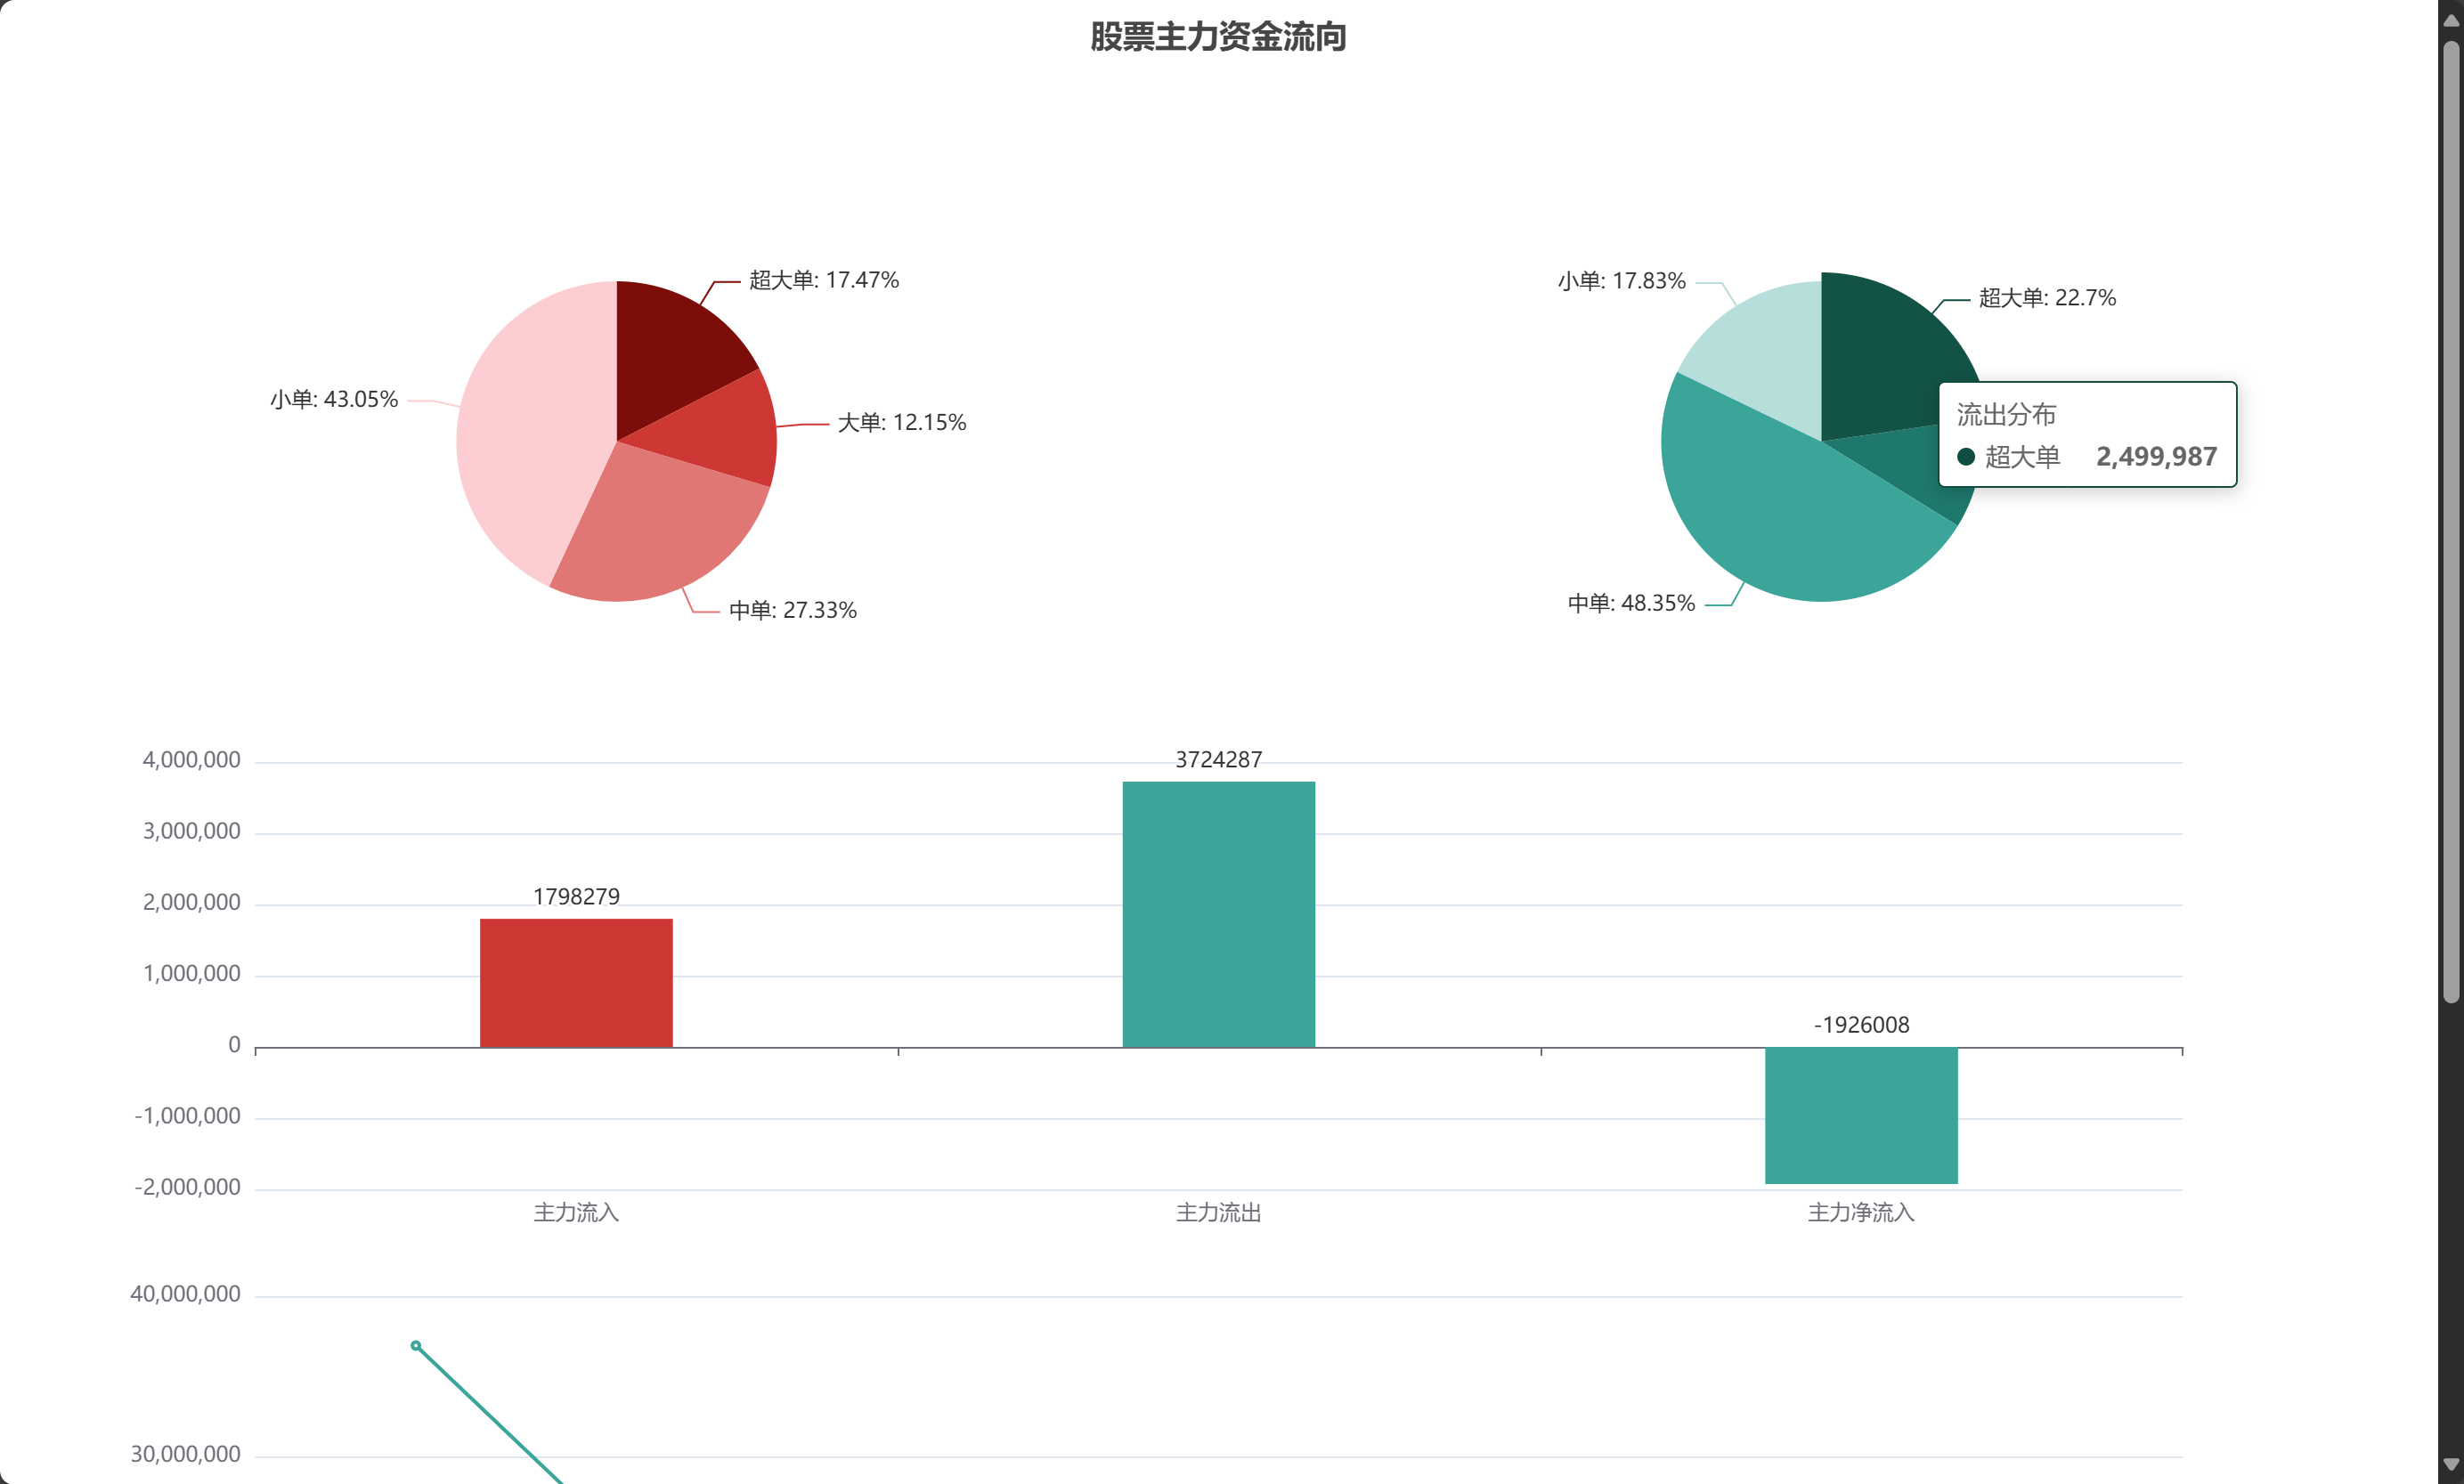 股票主力资金流向
超大单: 17.47%
大单: 12.15%
小单: 43.05%
中单: 27.33%
小单: 17.83%
超大单: 22.7%
流出分布
超大单 2,499,987
中单: 48.35%
4,000,000
3,000,000
2,000,000
1,000,000
0
-1,000,000
-2,000,000
3724287
1798279
-1926008
主力流入
主力流出
主力净流入
40,000,000
30,000,000